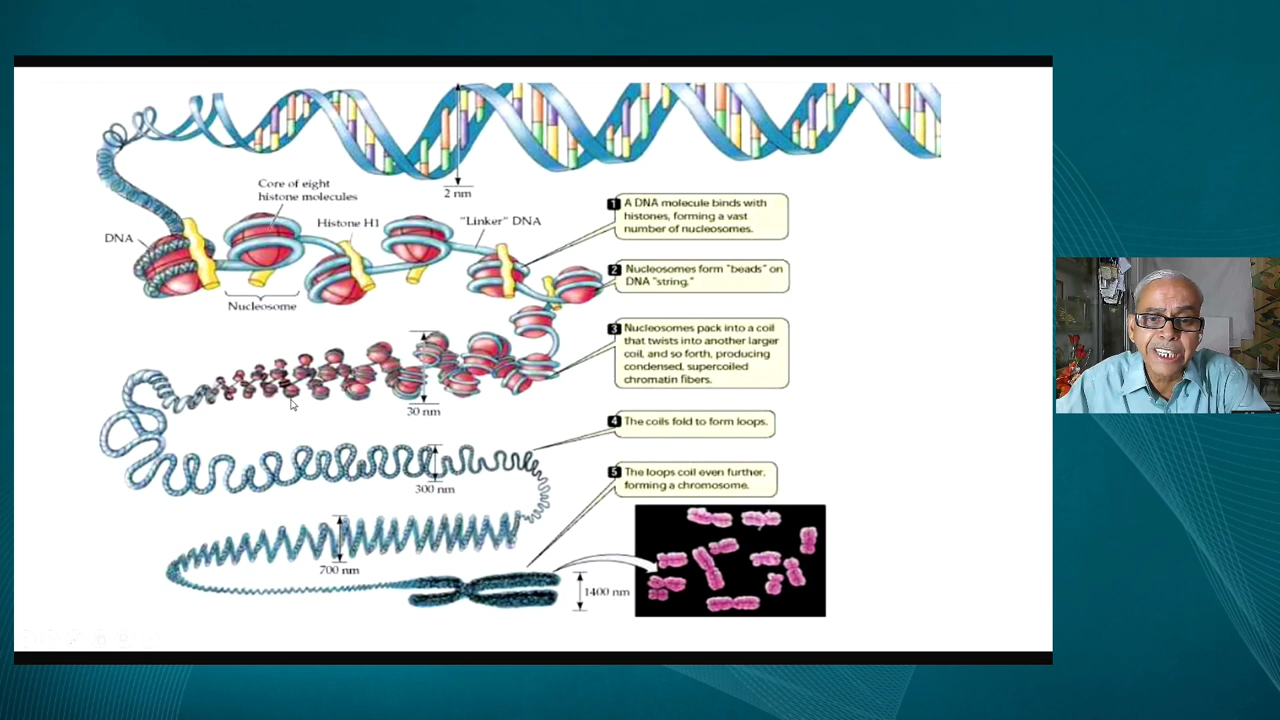 2 nm
Core of eight
histone molecules
Histone H1
"Linker" DNA
DNA
Nucleosome
1 A DNA molecule binds with
histones, forming a vast
number of nucleosomes.
2 Nucleosomes form "beads" on
DNA "string."
3 Nucleosomes pack into a coil
that twists into another larger
coil, and so forth, producing
condensed, supercoiled
chromatin fibers.
30 nm
4 The coils fold to form loops.
300 nm
5 The loops coil even further,
forming a chromosome.
700 nm
1400 nm